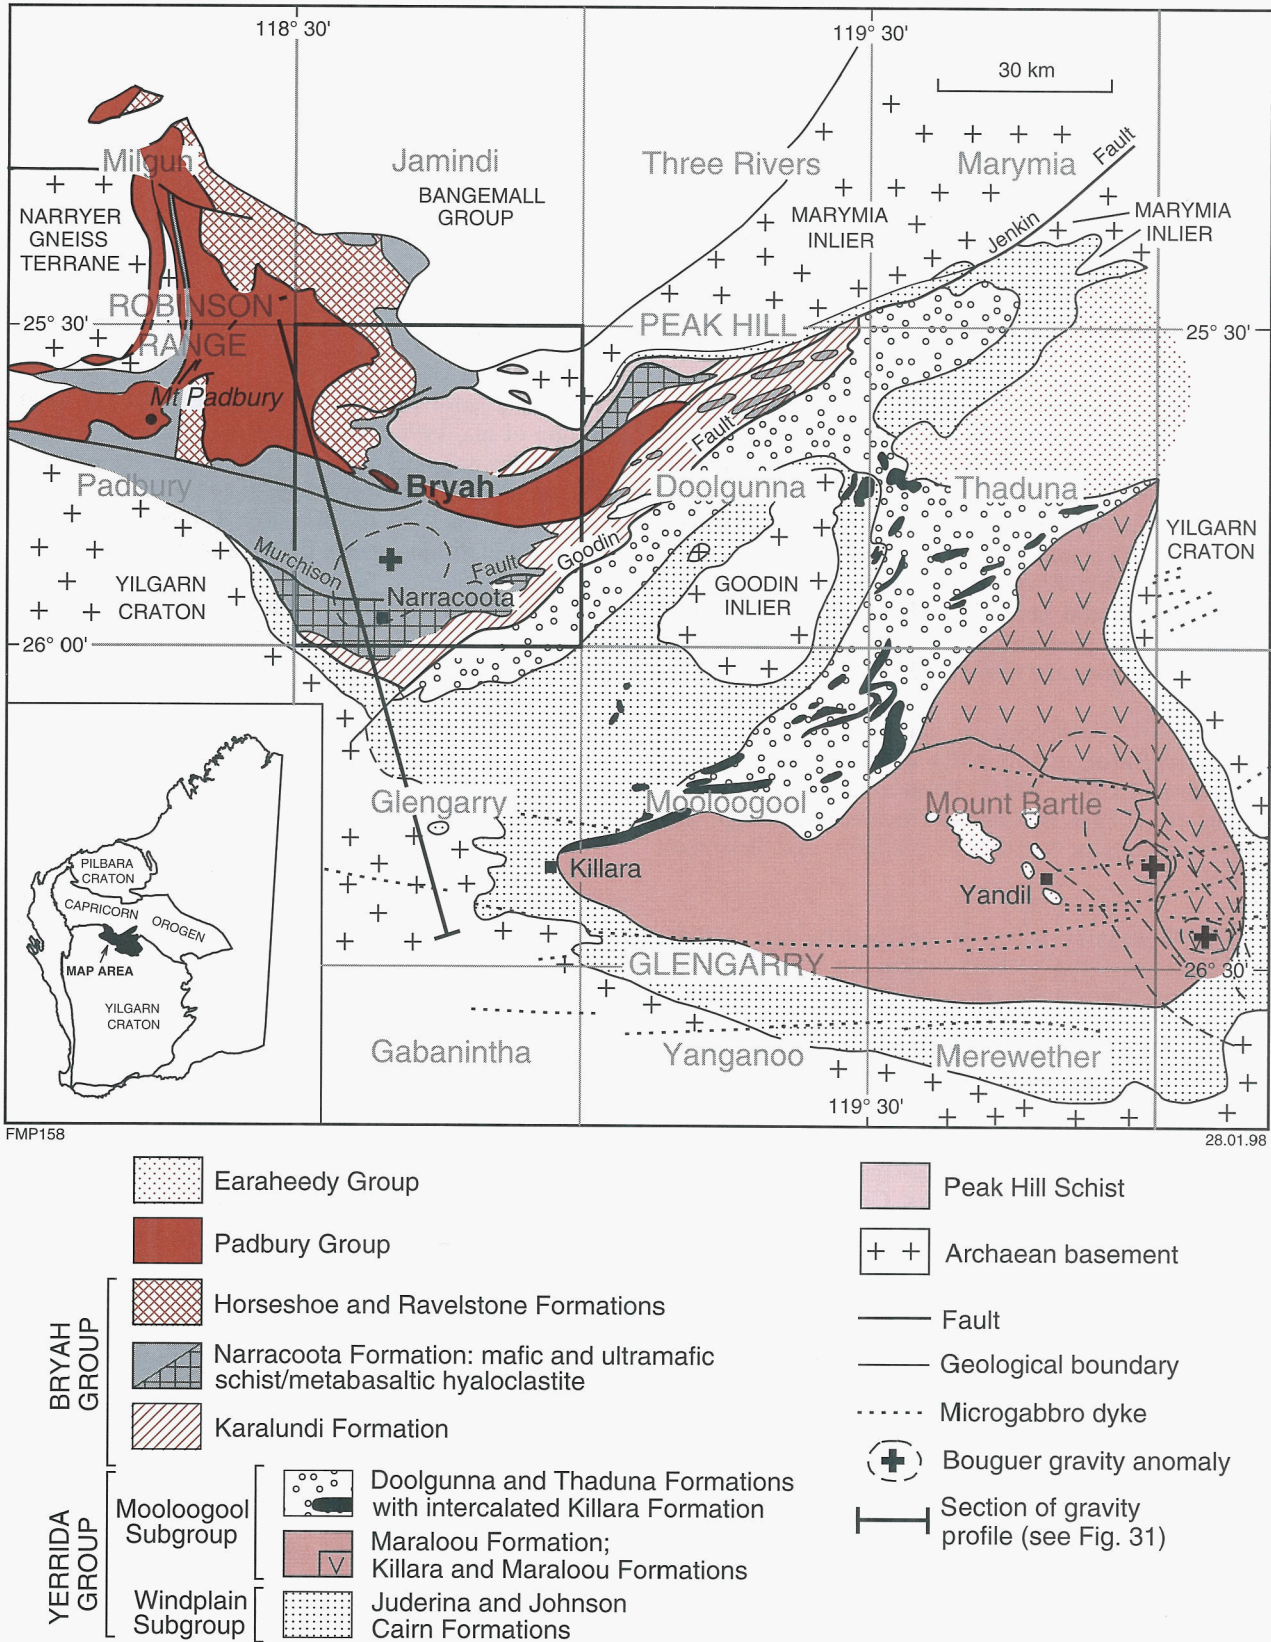 118° 30'
119° 30'
30 km
Milgun
Jamindi
Three Rivers
Marymia
Fault
BANGEMALL
GROUP
NARRYER
GNEISS
TERRANE
MARYMIA
INLIER
Jenkin
MARYMIA
INLIER
ROBINSON
RANGE
25° 30'
PEAK HILL
25° 30'
Mt Padbury
Fault
Padbury
Bryah
Doolgunna
Thaduna
YILGARN
CRATON
Murchison
Fault
Goodin
YILGARN
CRATON
Narracoota
GOODIN
INLIER
26° 00'
Glengarry
Mooloogool
Mount Bartle
Killara
Yandil
PILBARA
CRATON
CAPRICORN
OROGEN
MAP AREA
YILGARN
CRATON
GLENGARRY
26° 30'
Gabanintha
Yanganoo
Merewether
119° 30'
FMP158
28.01.98
Earaheedy Group
Padbury Group
BRYAH
GROUP
Horseshoe and Ravelstone Formations
Narracoota Formation: mafic and ultramafic
schist/metabasaltic hyaloclastite
Karalundi Formation
YERRIDA
GROUP
Mooloogool
Subgroup
Doolgunna and Thaduna Formations
with intercalated Killara Formation
Maraloou Formation;
Killara and Maraloou Formations
Windplain
Subgroup
Juderina and Johnson
Cairn Formations
Peak Hill Schist
Archaean basement
Fault
Geological boundary
Microgabbro dyke
Bouguer gravity anomaly
Section of gravity
profile (see Fig. 31)